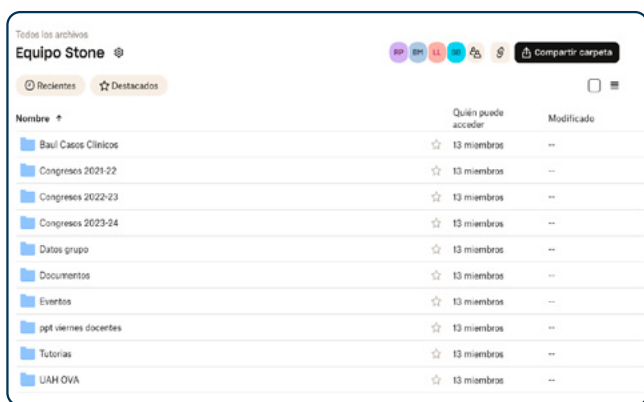 Todos los archivos
Equipo Stone
RP BM LL SB Compartir carpeta
Recientes Destacados
Nombre Quién puede acceder Modificado
Baul Casos Clinicos 13 miembros --
Congresos 2021-22 13 miembros --
Congresos 2022-23 13 miembros --
Congresos 2023-24 13 miembros --
Datos grupo 13 miembros --
Documentos 13 miembros --
Eventos 13 miembros --
ppt viernes docentes 13 miembros --
Tutorias 13 miembros --
UAH OVA 13 miembros --